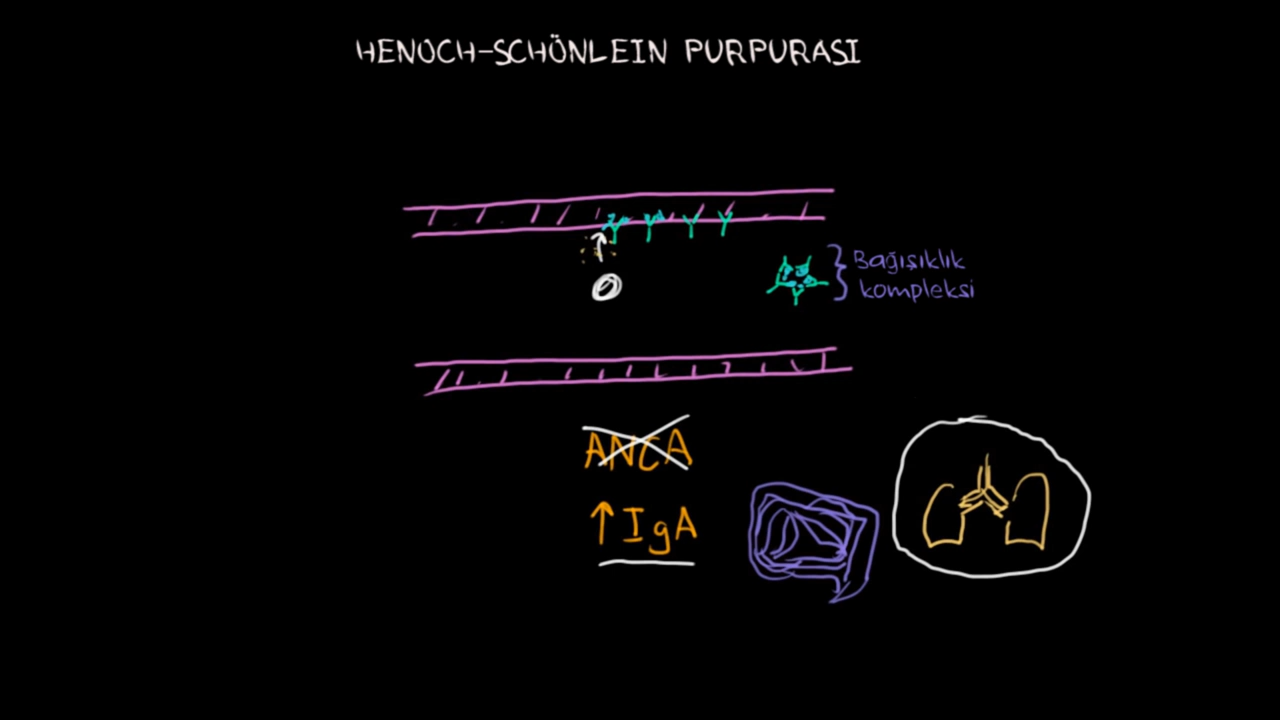 HENOCH-SCHÖNLEIN PURPURASI
Bağışıklık
kompleksi
ANCA
↑IgA